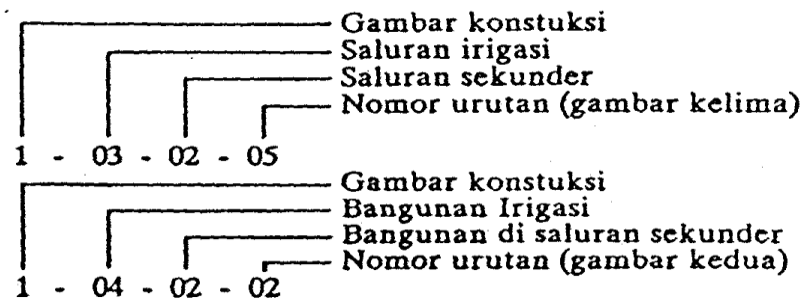 Gambar konstuksi
Saluran irigasi
Saluran sekunder
Nomor urutan (gambar kelima)
1 - 03 - 02 - 05
Gambar konstuksi
Bangunan Irigasi
Bangunan di saluran sekunder
Nomor urutan (gambar kedua)
1 - 04 - 02 - 02